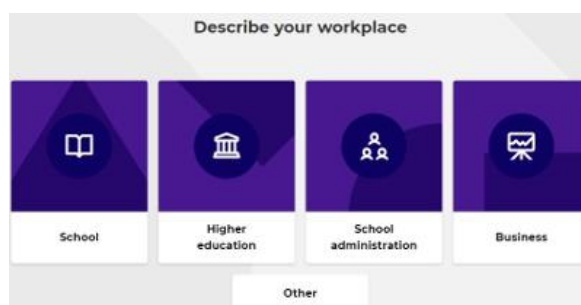 Describe your workplace
School
Higher
education
School
administration
Business
Other